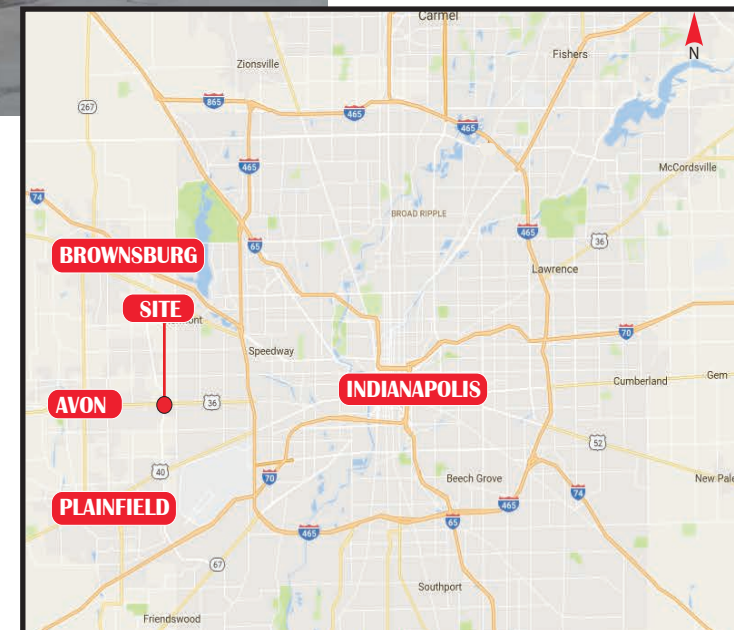 Carmel
N
Zionsville
Fishers
865
267
465
465
McCordsville
465
74
BROAD RIPPLE
465
36
65
BROWNSBURG
Lawrence
SITE
70
Speedway
INDIANAPOLIS
Cumberland
Gem
AVON
36
52
40
70
Beech Grove
New Pale
74
PLAINFIELD
465
65
465
67
Southport
Friendswood